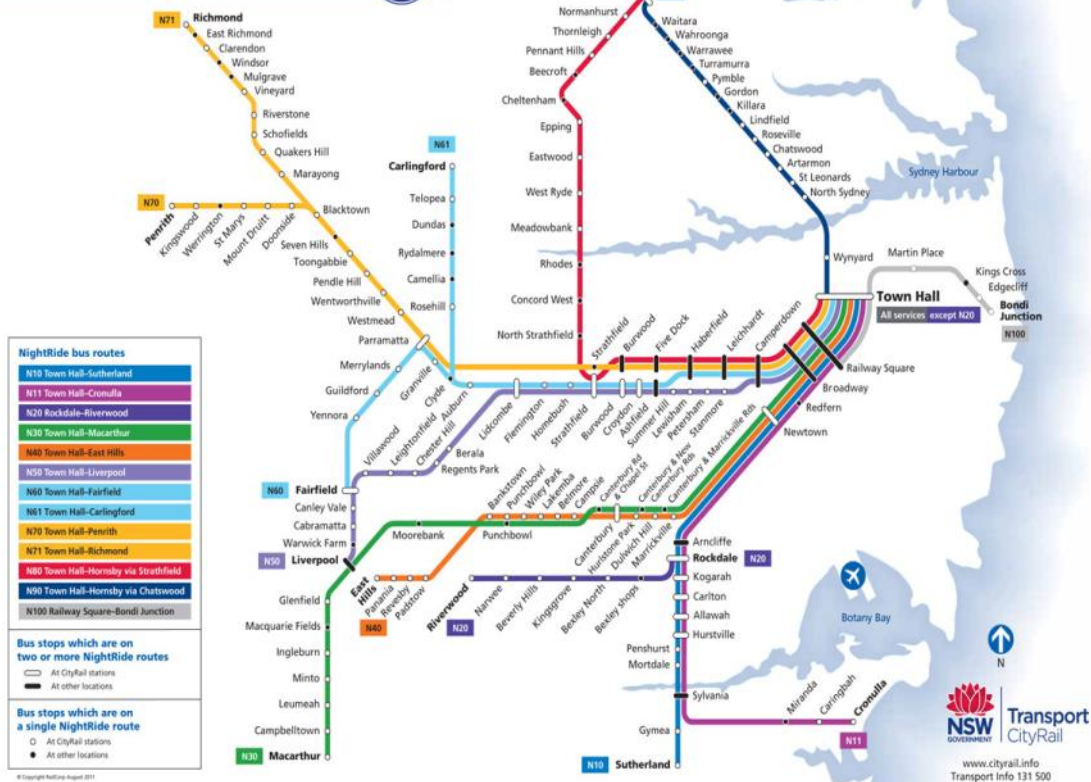 N71
Richmond
East Richmond
Clarendon
Windsor
Mulgrave
Vineyard
Riverstone
Schofields
Quakers Hill
Marayong
N70
Penrith
Kingswood
Werrington
St Marys
Mount Druitt
Doonside
Blacktown
Seven Hills
Toongabbie
Pendle Hill
Wentworthville
Westmead
Parramatta
Merrylands
Guildford
Yennora
N61
Carlingford
Telopea
Dundas
Rydalmere
Camellia
Rosehill
Granville
Clyde
Auburn
Normanhurst
Thornleigh
Pennant Hills
Beecroft
Cheltenham
Epping
Eastwood
West Ryde
Meadowbank
Rhodes
Concord West
North Strathfield
Waitara
Wahroonga
Warrawee
Turramurra
Pymble
Gordon
Killara
Lindfield
Roseville
Chatswood
Artarmon
St Leonards
North Sydney
Sydney Harbour
Wynyard
Martin Place
Kings Cross
Edgecliff
Bondi
Junction
N100
Town Hall
All services except N20
Strathfield
Burwood
Five Dock
Haberfield
Leichhardt
Camperdown
Railway Square
Broadway
Redfern
Newtown
Lidcombe
Flemington
Homebush
Strathfield
Burwood
Croydon
Ashfield
Summer Hill
Lewisham
Petersham
Stanmore
Villawood
Leightonfield
Chester Hill
Berala
Regents Park
N60
Fairfield
Canley Vale
Cabramatta
Warwick Farm
N50
Liverpool
Moorebank
Punchbowl
Bankstown
Punchbowl
Wiley Park
Lakemba
Belmore
Campsie
Canterbury Rd
& Chapel St
Canterbury & New
Canterbury Rds
Canterbury & Marrickville Rds
Canterbury
Hurlstone Park
Dulwich Hill
Marrickville
East
Hills
Panania
Revesby
Padstow
N40
Riverwood
N20
Narwee
Beverly Hills
Kingsgrove
Bexley North
Bexley shops
Arncliffe
Rockdale
N20
Kogarah
Carlton
Allawah
Hurstville
Penshurst
Mortdale
Sylvania
Gymea
N10
Sutherland
Miranda
Caringbah
Cronulla
N11
Botany Bay
Glenfield
Macquarie Fields
Ingleburn
Minto
Leumeah
Campbelltown
N30
Macarthur
NightRide bus routes
N10 Town Hall–Sutherland
N11 Town Hall–Cronulla
N20 Rockdale–Riverwood
N30 Town Hall–Macarthur
N40 Town Hall–East Hills
N50 Town Hall–Liverpool
N60 Town Hall–Fairfield
N61 Town Hall–Carlingford
N70 Town Hall–Penrith
N71 Town Hall–Richmond
N80 Town Hall–Hornsby via Strathfield
N90 Town Hall–Hornsby via Chatswood
N100 Railway Square–Bondi Junction
Bus stops which are on
two or more NightRide routes
At CityRail stations
At other locations
Bus stops which are on
a single NightRide route
At CityRail stations
At other locations
© Copyright RailCorp August 2011
N
NSW
GOVERNMENT
Transport
CityRail
www.cityrail.info
Transport Info 131 500